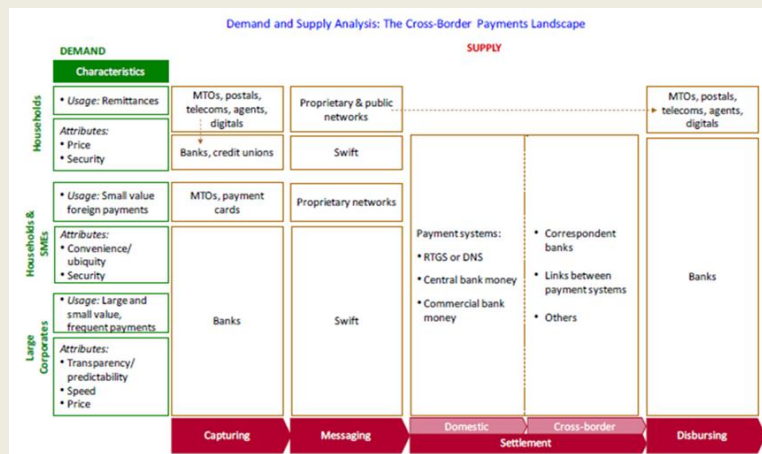 Demand and Supply Analysis: The Cross-Border Payments Landscape
DEMAND
SUPPLY
Characteristics
Households
• Usage: Remittances
Attributes:
• Price
• Security
MTOs, postals,
telecoms, agents,
digitals
Banks, credit unions
Proprietary & public
networks
Swift
MTOs, postals,
telecoms, agents,
digitals
Households &
SMEs
• Usage: Small value
foreign payments
Attributes:
• Convenience/
ubiquity
• Security
MTOs, payment
cards
Proprietary networks
Large
Corporates
• Usage: Large and
small value,
frequent payments
Attributes:
• Transparency/
predictability
• Speed
• Price
Banks
Swift
Payment systems:
• RTGS or DNS
• Central bank money
• Commercial bank
money
• Correspondent
banks
• Links between
payment systems
• Others
Banks
Capturing
Messaging
Domestic
Cross-border
Settlement
Disbursing